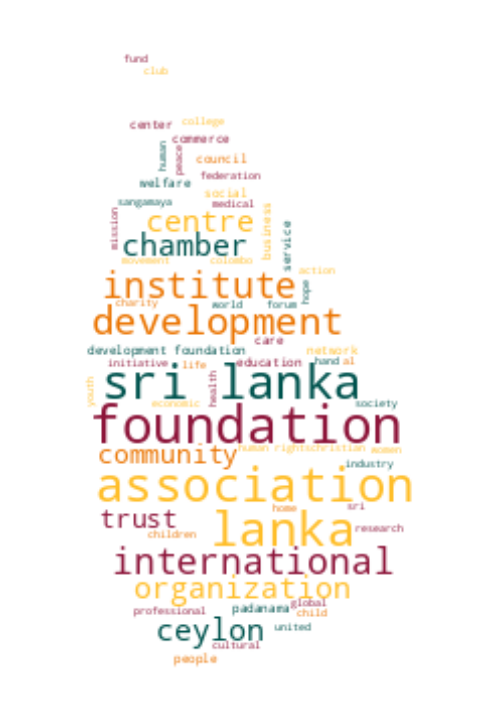 fund
club
center college
human peace commerce
council
federation
welfare
social
sangamaya medical
mission centre business service
chamber
movement colombo
action
institute hope
charity world forum
development
care
development foundation network
initiative life education hand al
sri lanka
youth health
economic society
foundation
community human rights christian women
industry
association
home sri
trust lanka
children research
international
organization
professional padanama global
child
ceylon united
cultural
people